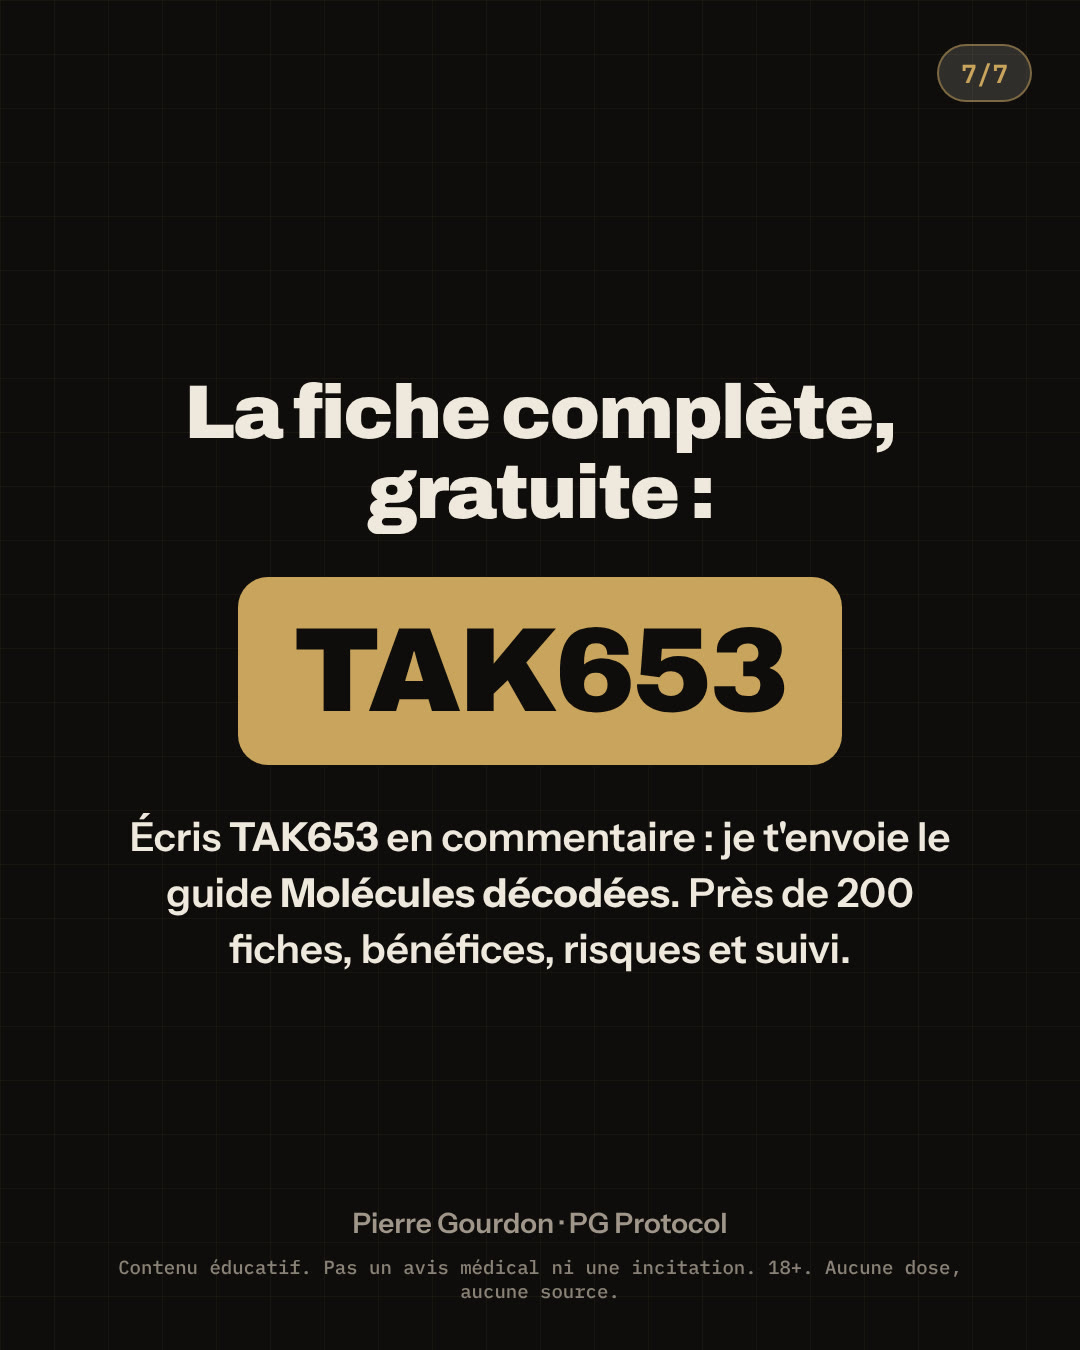 7/7
La fiche complète,
gratuite :
TAK653
Écris TAK653 en commentaire : je t'envoie le
guide Molécules décodées. Près de 200
fiches, bénéfices, risques et suivi.
Pierre Gourdon · PG Protocol
Contenu éducatif. Pas un avis médical ni une incitation. 18+. Aucune dose,
aucune source.